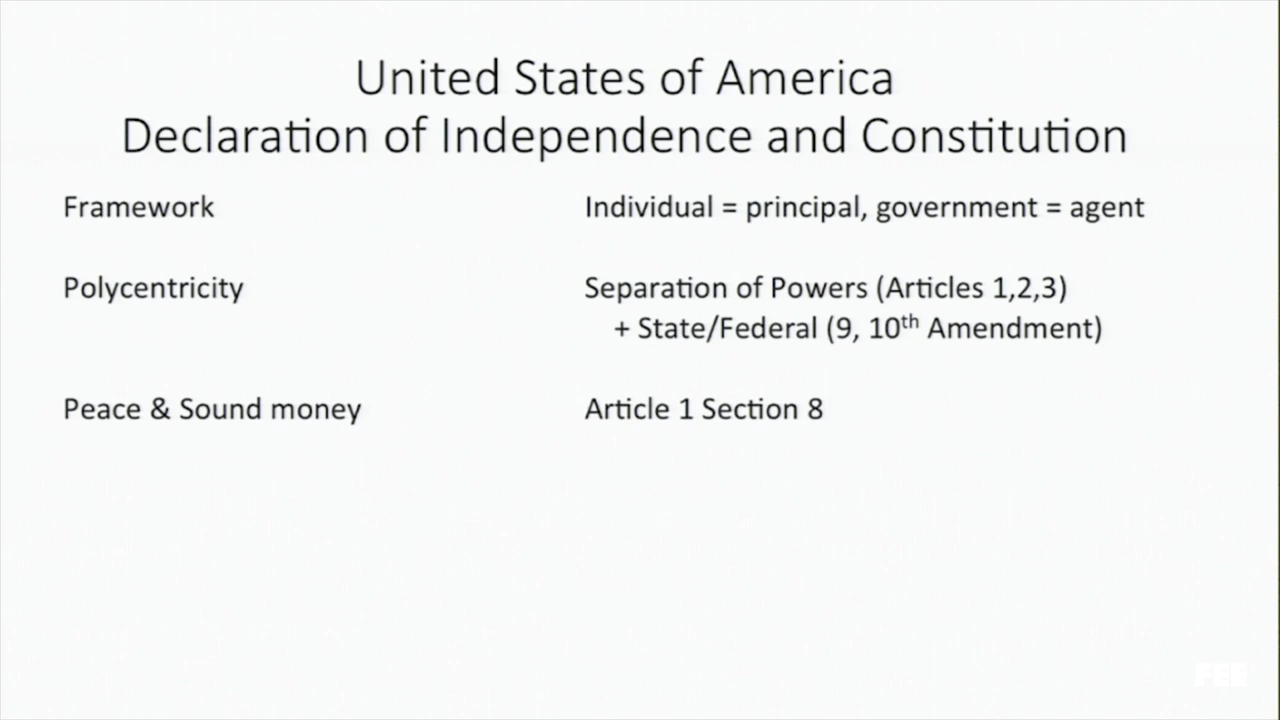 United States of America
Declaration of Independence and Constitution
Framework
Individual = principal, government = agent
Polycentricity
Separation of Powers (Articles 1,2,3)
+ State/Federal (9, 10th Amendment)
Peace & Sound money
Article 1 Section 8
FEE